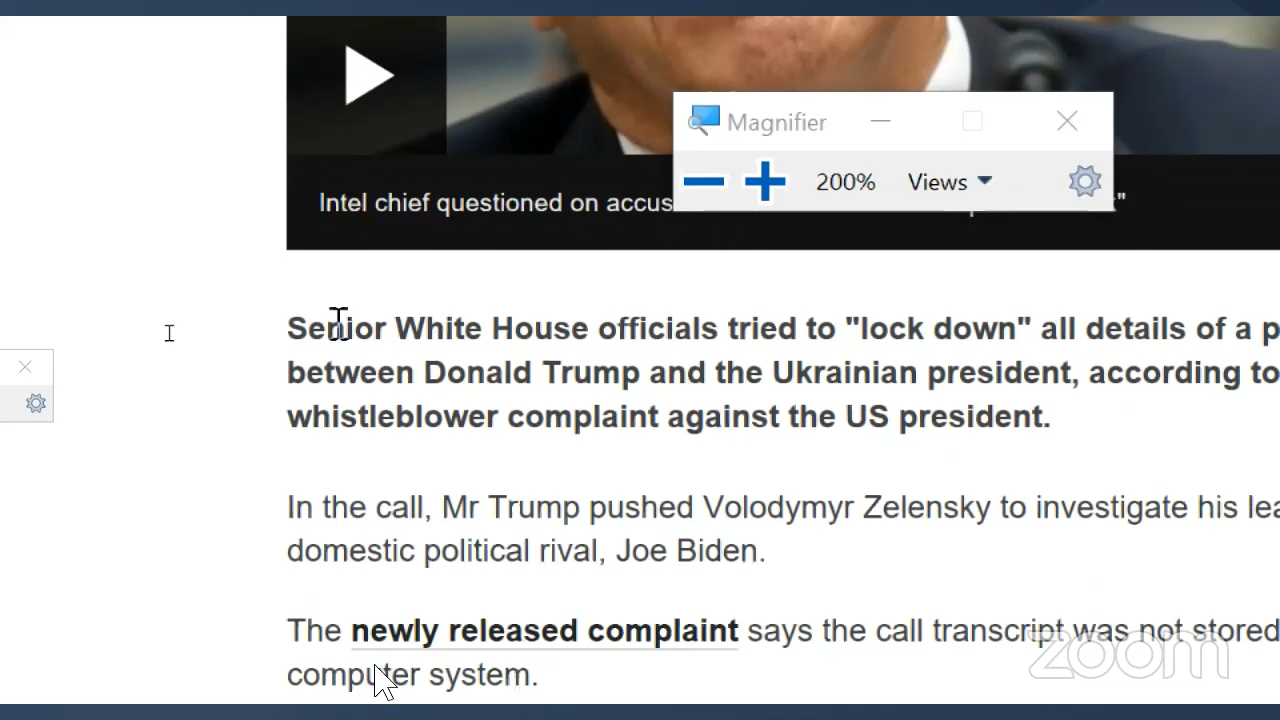 Magnifier
200% Views
Intel chief questioned on accus
"
Senior White House officials tried to "lock down" all details of a p
between Donald Trump and the Ukrainian president, according to
whistleblower complaint against the US president.
In the call, Mr Trump pushed Volodymyr Zelensky to investigate his lea
domestic political rival, Joe Biden.
The newly released complaint says the call transcript was not stored
computer system.
zoom